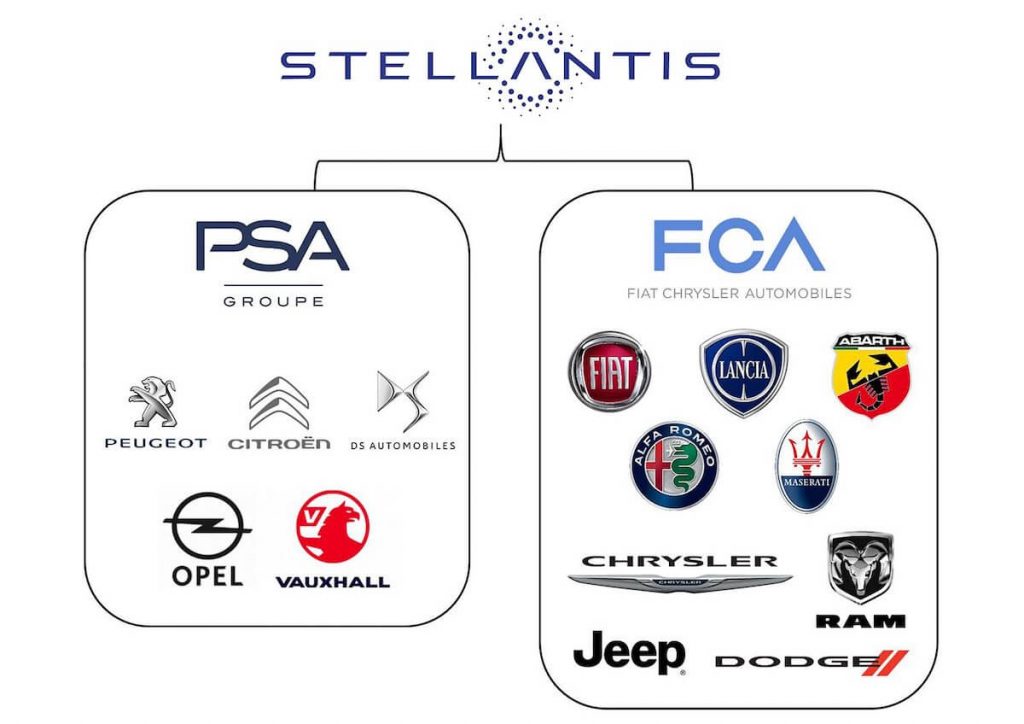 STELLANTIS
PSA
GROUPE
PEUGEOT
CITROËN
DS AUTOMOBILES
OPEL
V
VAUXHALL
FCA
FIAT CHRYSLER AUTOMOBILES
FIAT
LANCIA
ABARTH
ALFA ROMEO
MASERATI
CHRYSLER
CHRYSLER
RAM
Jeep®
DODGE